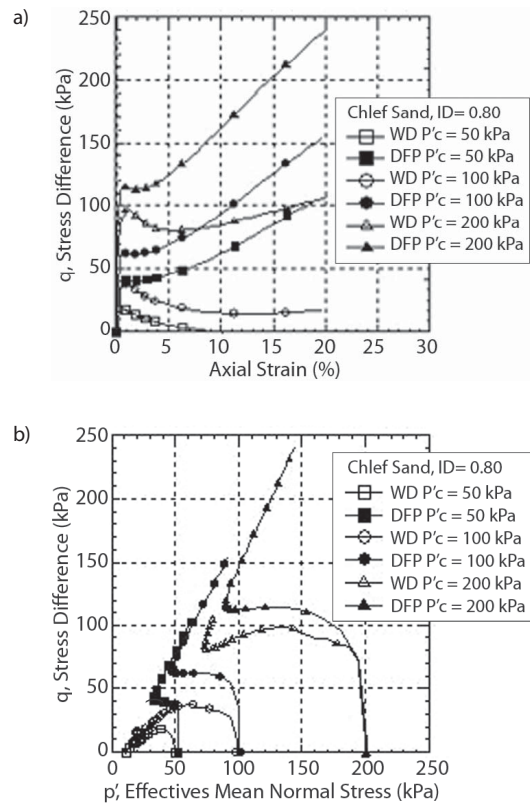 a)
250
200
150
100
50
0
q, Stress Difference (kPa)
0 5 10 15 20 25 30
Axial Strain (%)
Chlef Sand, ID= 0.80
WD P'c = 50 kPa
DFP P'c = 50 kPa
WD P'c = 100 kPa
DFP P'c = 100 kPa
WD P'c = 200 kPa
DFP P'c = 200 kPa
b)
250
200
150
100
50
0
q, Stress Difference (kPa)
0 50 100 150 200 250
p', Effectives Mean Normal Stress (kPa)
Chlef Sand, ID= 0.80
WD P'c = 50 kPa
DFP P'c = 50 kPa
WD P'c = 100 kPa
DFP P'c = 100 kPa
WD P'c = 200 kPa
DFP P'c = 200 kPa